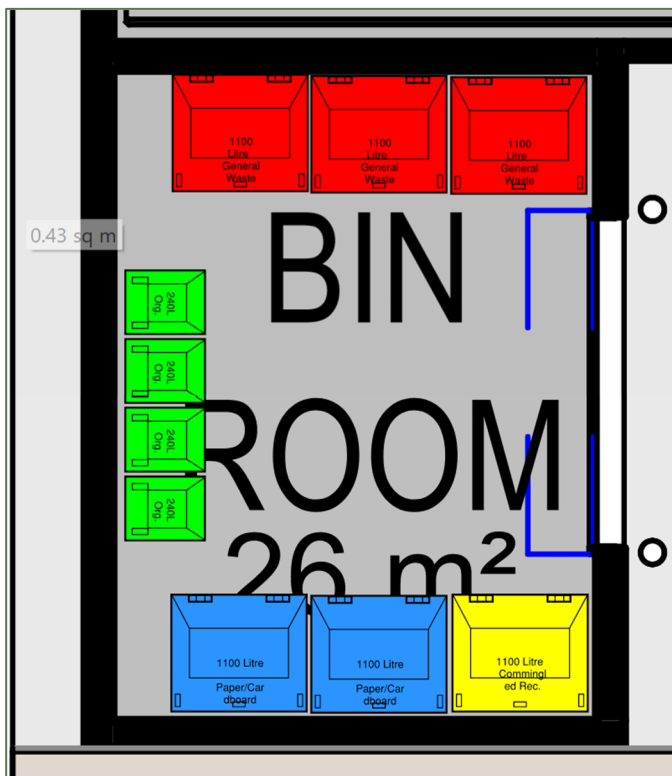 1100
Litre
General
Waste
1100
Litre
General
Waste
1100
Litre
General
Waste
BIN
0.43 sq m
240L
Org.
240L
Org.
240L
Org.
240L
Org.
ROOM
26 m²
1100 Litre
Paper/Car
dboard
1100 Litre
Paper/Car
dboard
1100 Litre
Commingl
ed Rec.